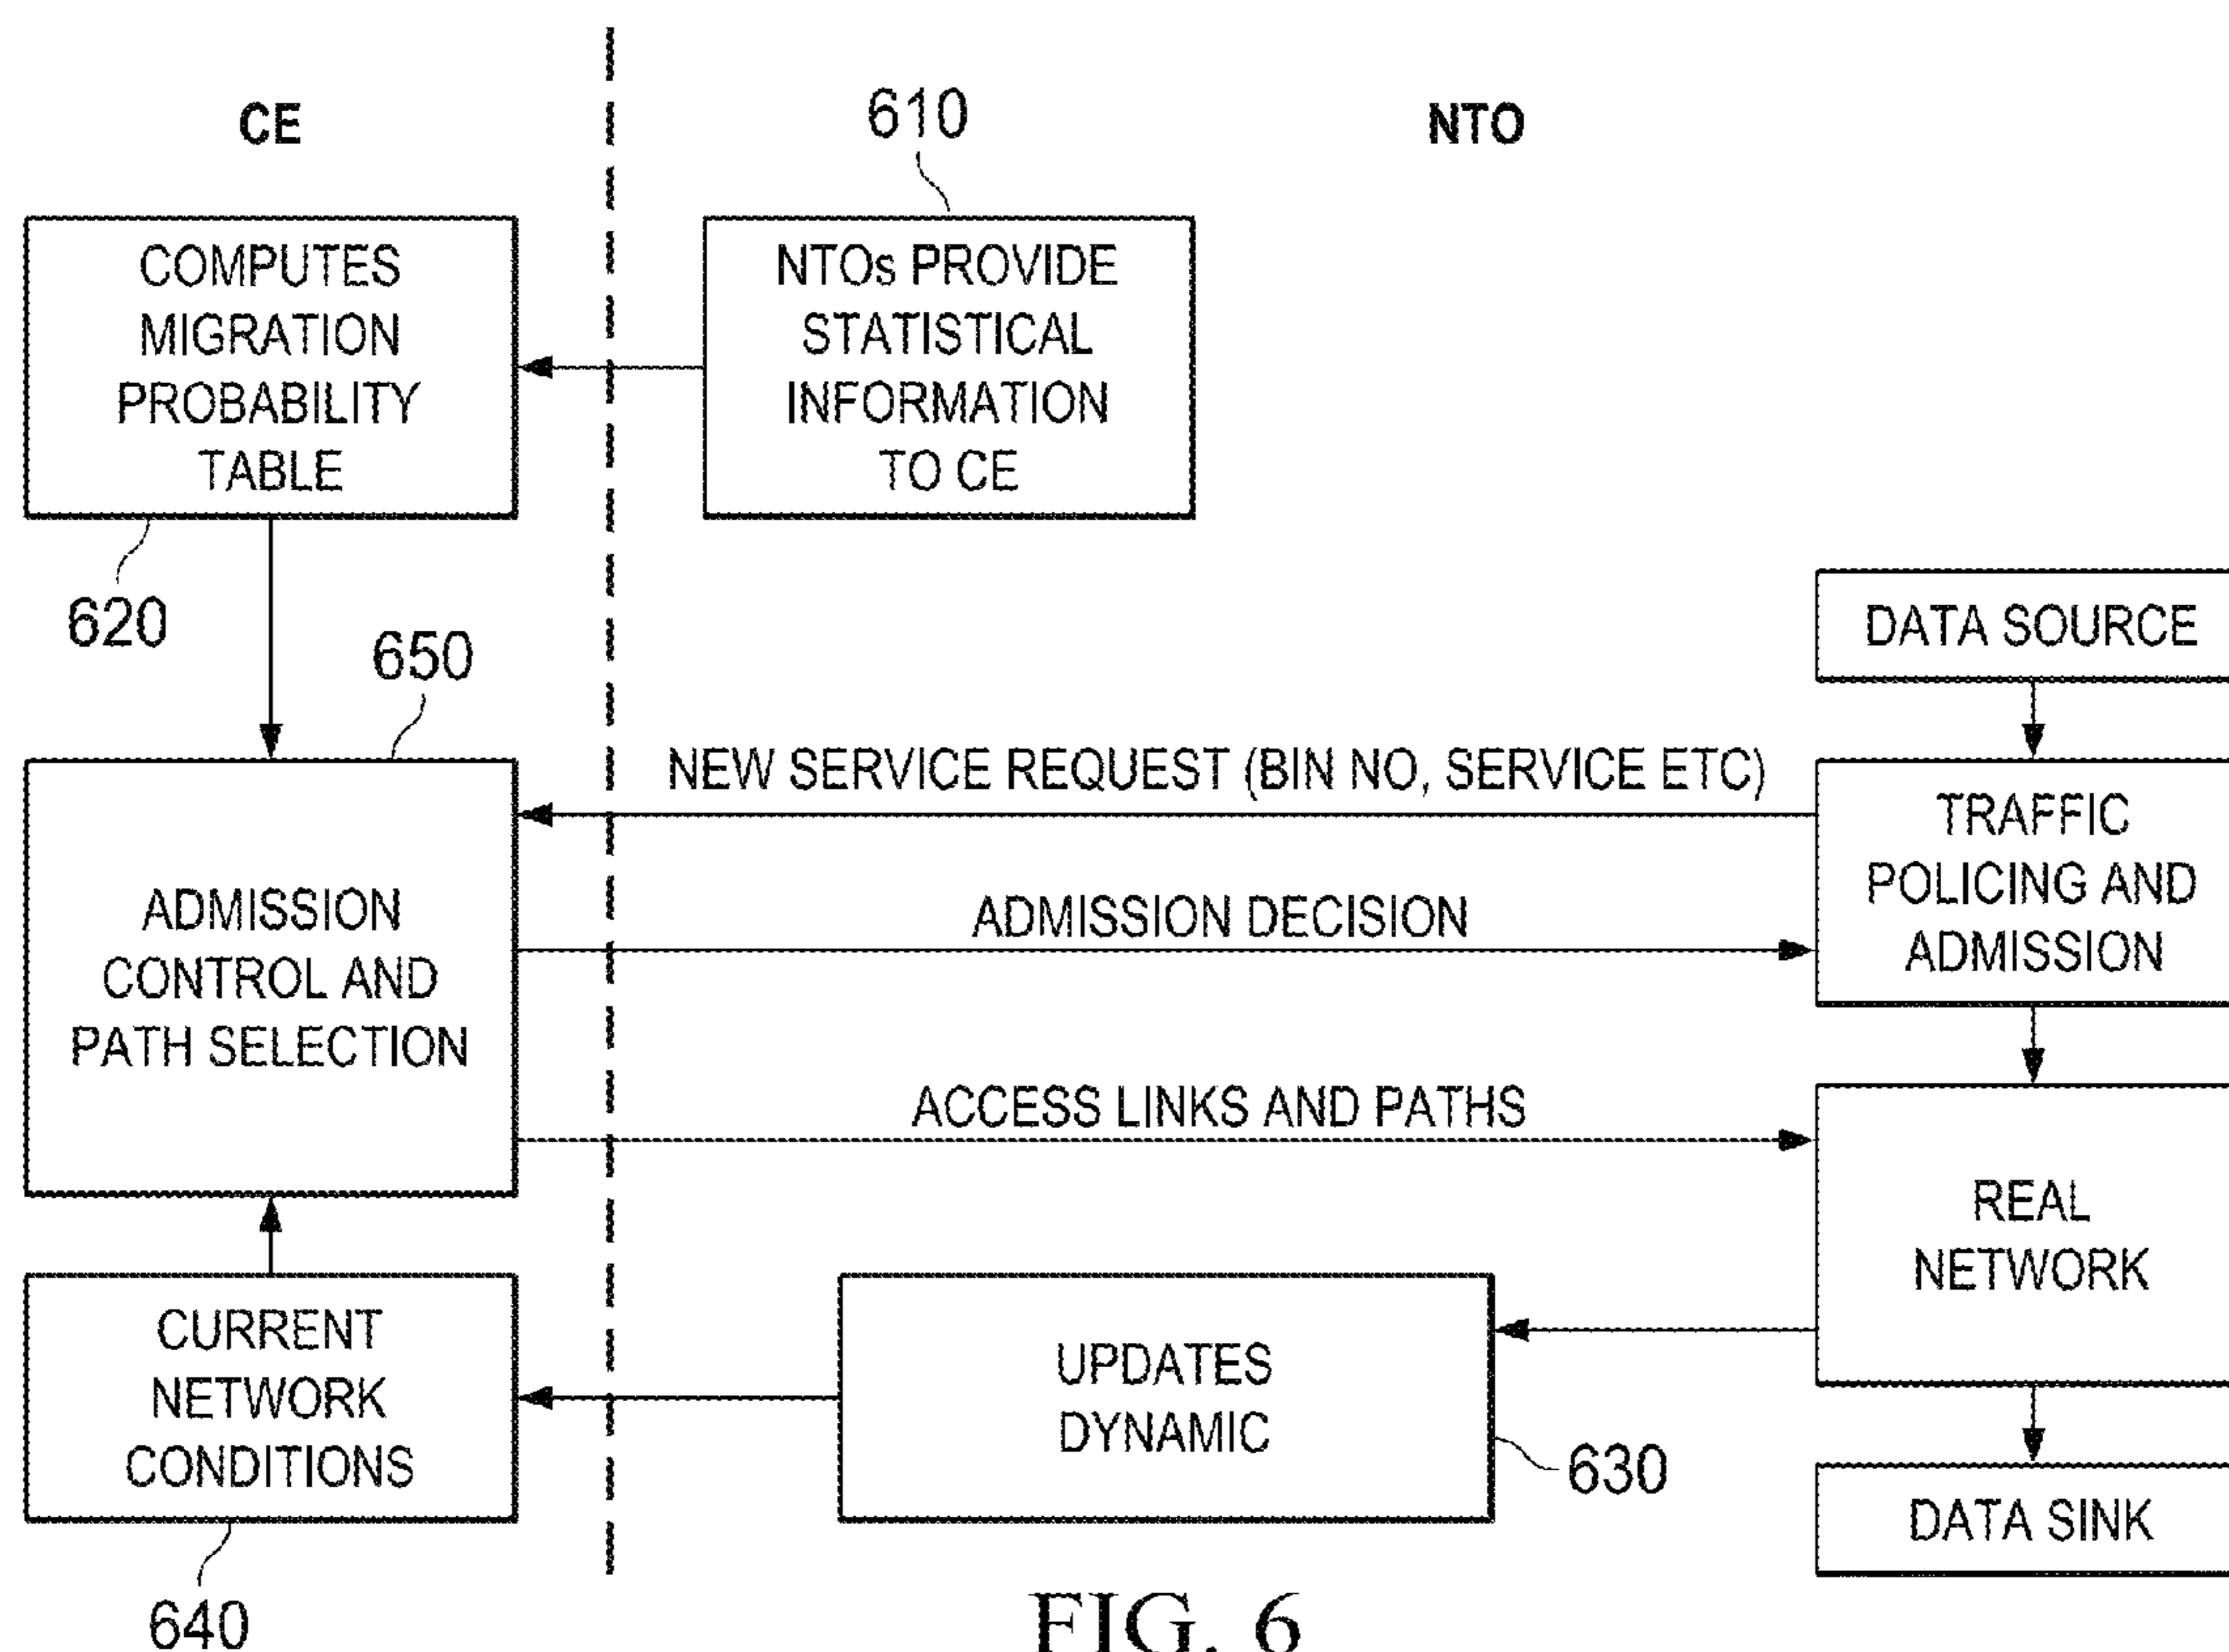 CE
610
NTO
COMPUTES
MIGRATION
PROBABILITY
TABLE
NTOs PROVIDE
STATISTICAL
INFORMATION
TO CE
620
650
DATA SOURCE
NEW SERVICE REQUEST (BIN NO, SERVICE ETC)
TRAFFIC
POLICING AND
ADMISSION
ADMISSION
CONTROL AND
PATH SELECTION
ADMISSION DECISION
ACCESS LINKS AND PATHS
REAL
NETWORK
CURRENT
NETWORK
CONDITIONS
UPDATES
DYNAMIC
630
DATA SINK
640
FIG. 6